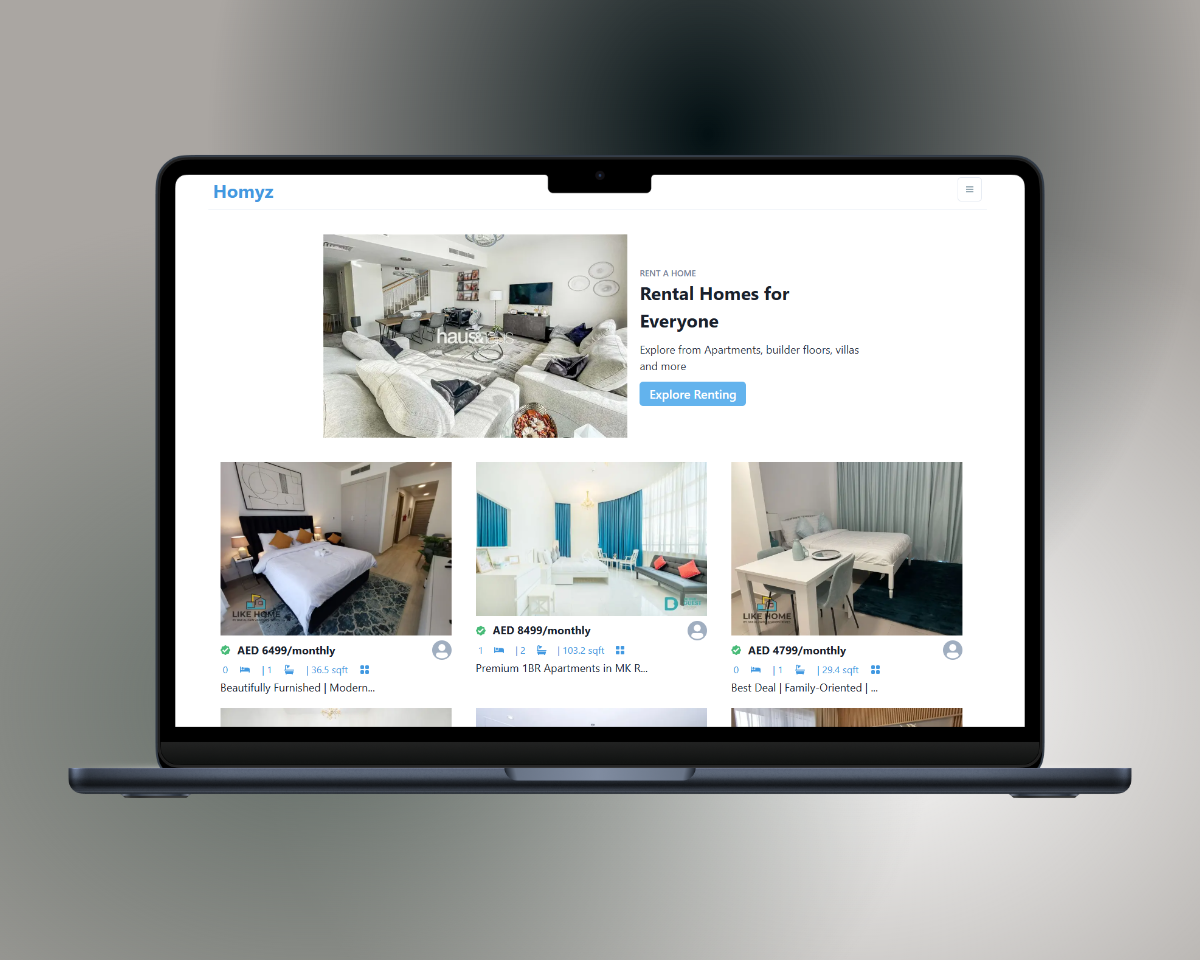 Homyz
RENT A HOME
Rental Homes for
Everyone
Explore from Apartments, builder floors, villas
and more
Explore Renting
haus&
LIKE HOME
AED 6499/monthly
0 | 1 | 36.5 sqft
Beautifully Furnished | Modern...
D
AED 8499/monthly
1 | 2 | 103.2 sqft
Premium 1BR Apartments in MK R...
LIKE HOME
AED 4799/monthly
0 | 1 | 29.4 sqft
Best Deal | Family-Oriented | ...